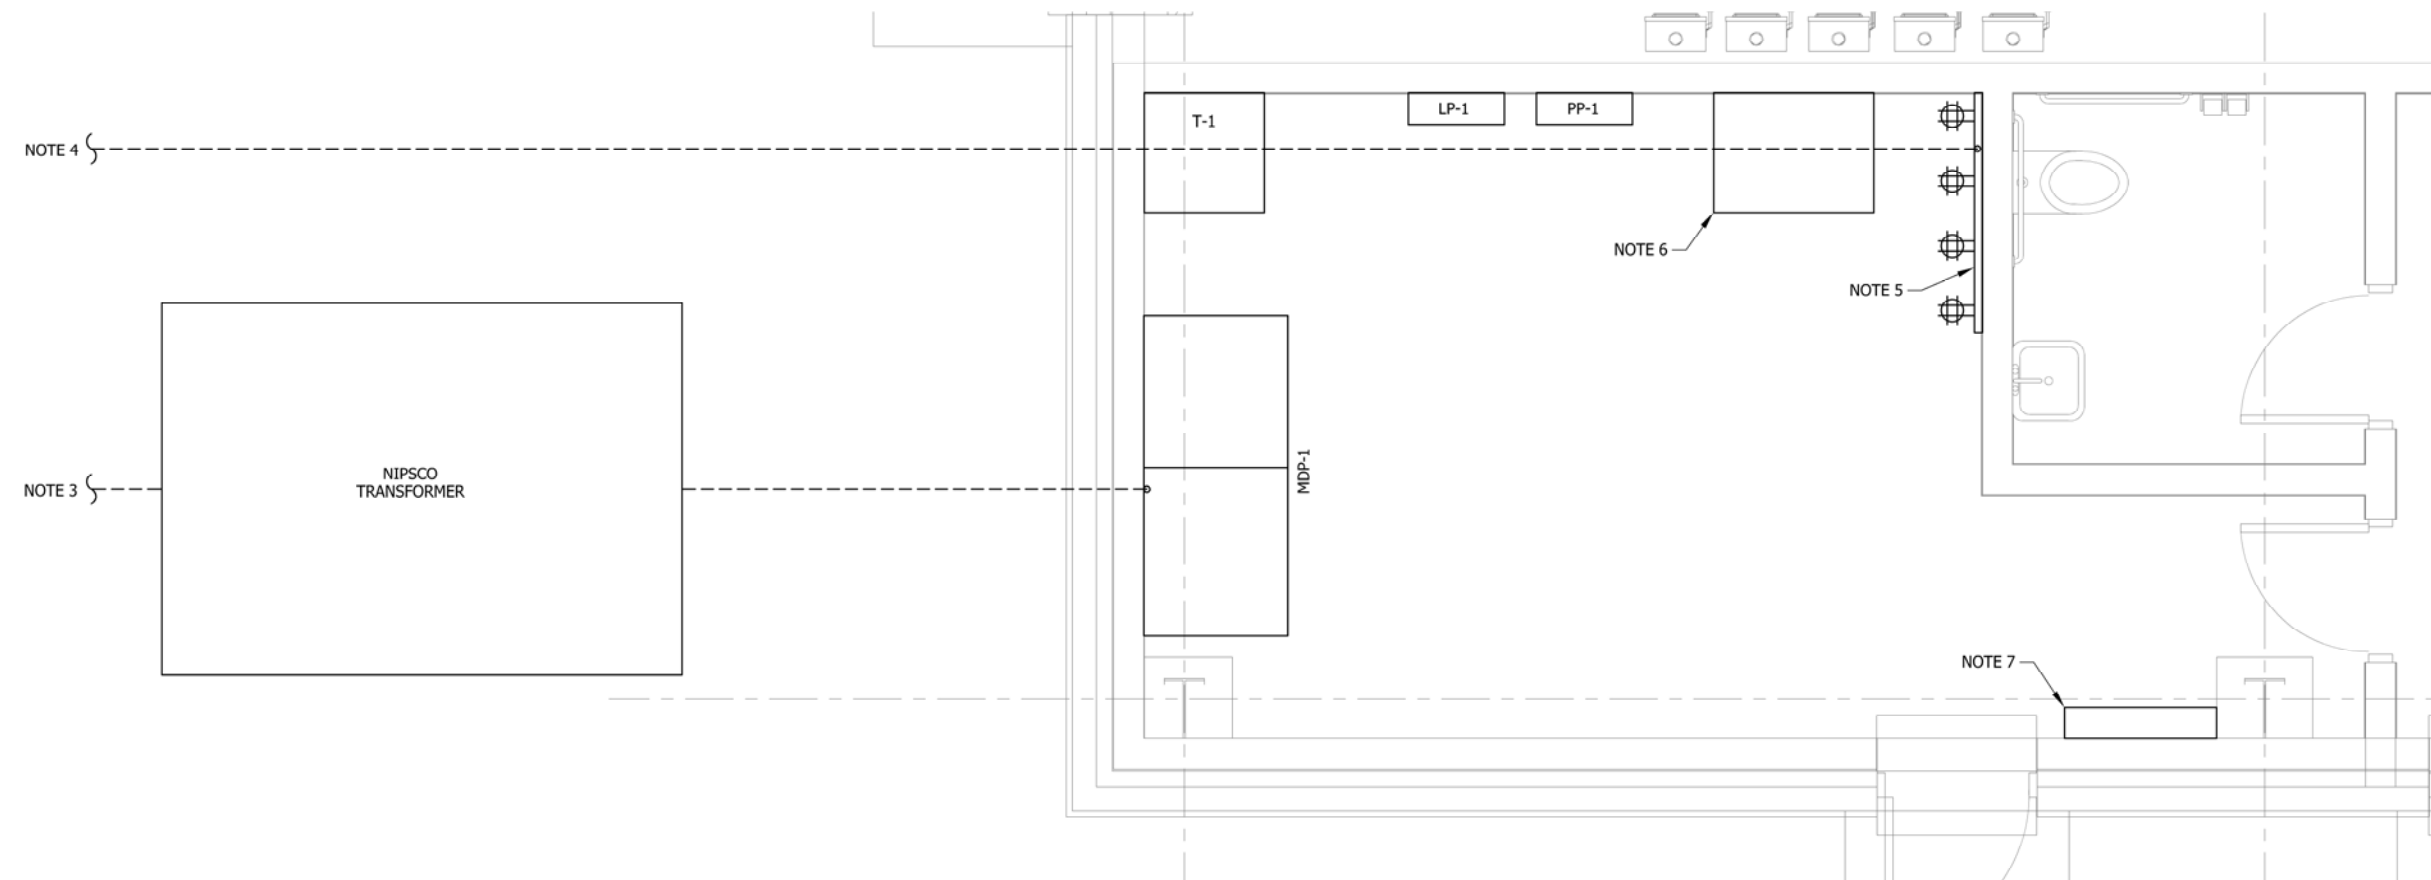 T-1
LP-1
PP-1
NOTE 4
NOTE 6
NOTE 5
NIPSCO
TRANSFORMER
NOTE 3
MDP-1
NOTE 7